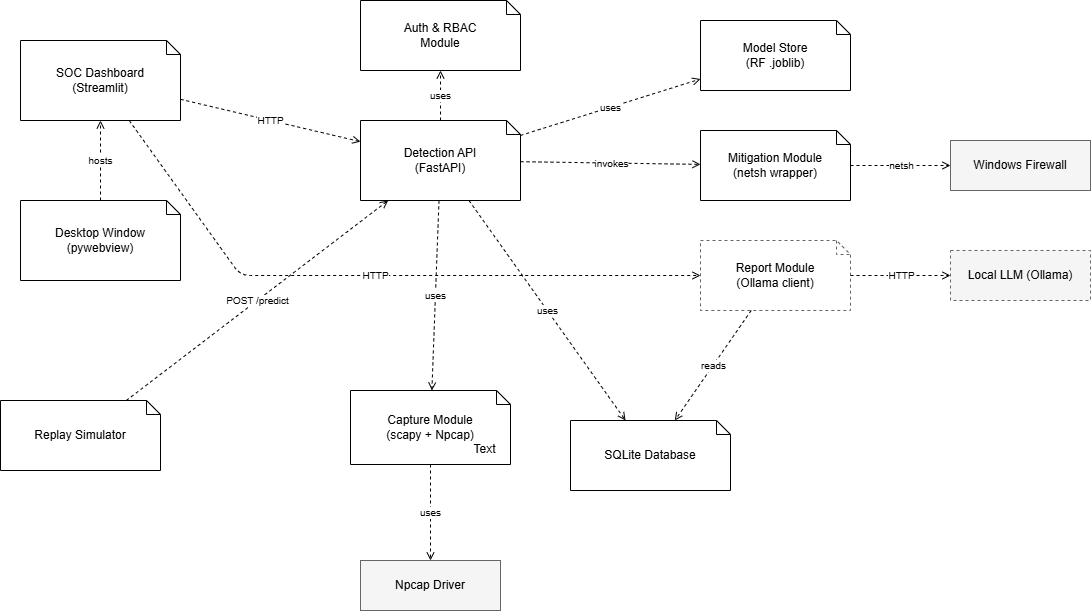 Auth & RBAC
Module
Model Store
(RF .joblib)
SOC Dashboard
(Streamlit)
uses
uses
HTTP
Detection API
(FastAPI)
hosts
invokes
Mitigation Module
(netsh wrapper)
netsh
Windows Firewall
Desktop Window
(pywebview)
HTTP
Report Module
(Ollama client)
HTTP
Local LLM (Ollama)
POST /predict
uses
uses
reads
Replay Simulator
Capture Module
(scapy + Npcap)
Text
SQLite Database
uses
Npcap Driver